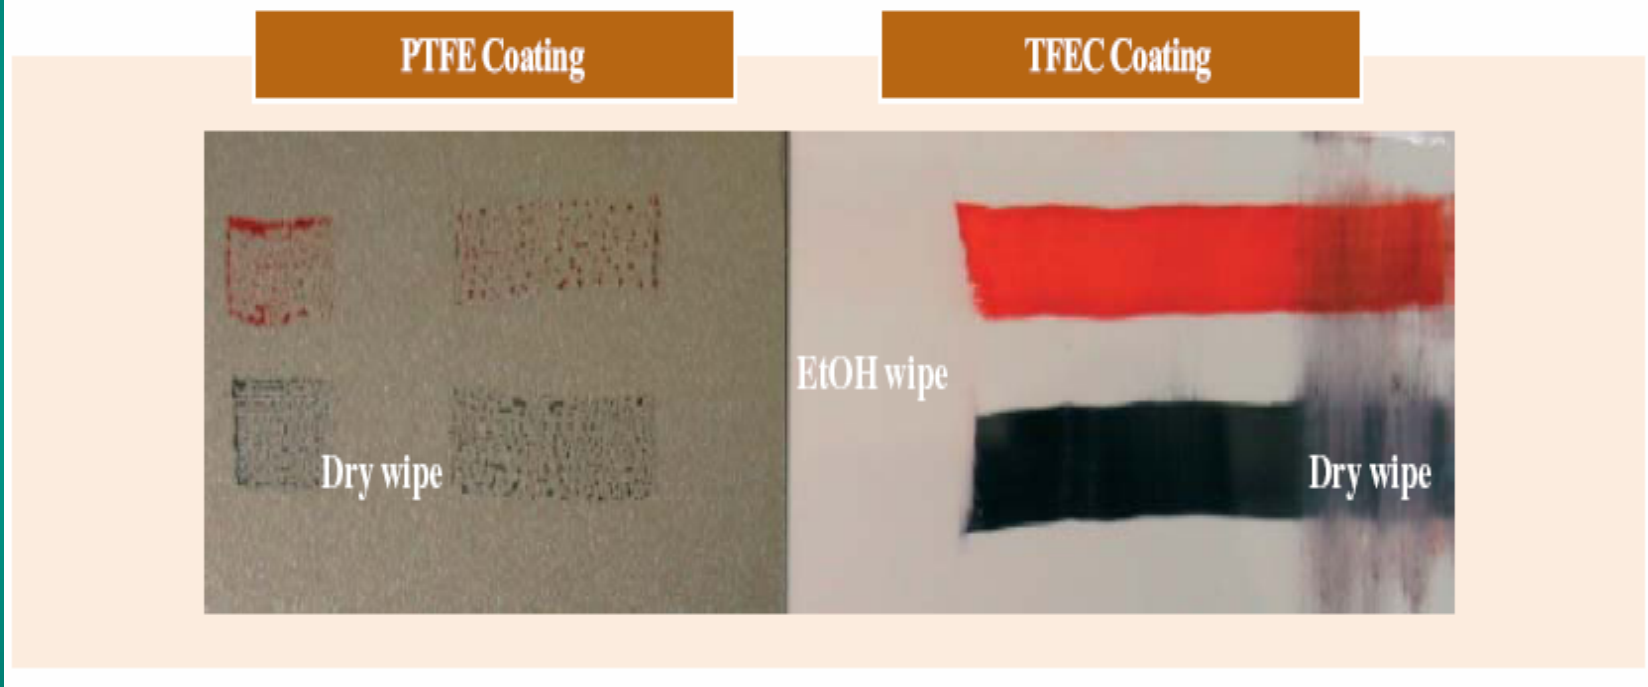 PTFE Coating
TFEC Coating
EtOH wipe
Dry wipe
Dry wipe